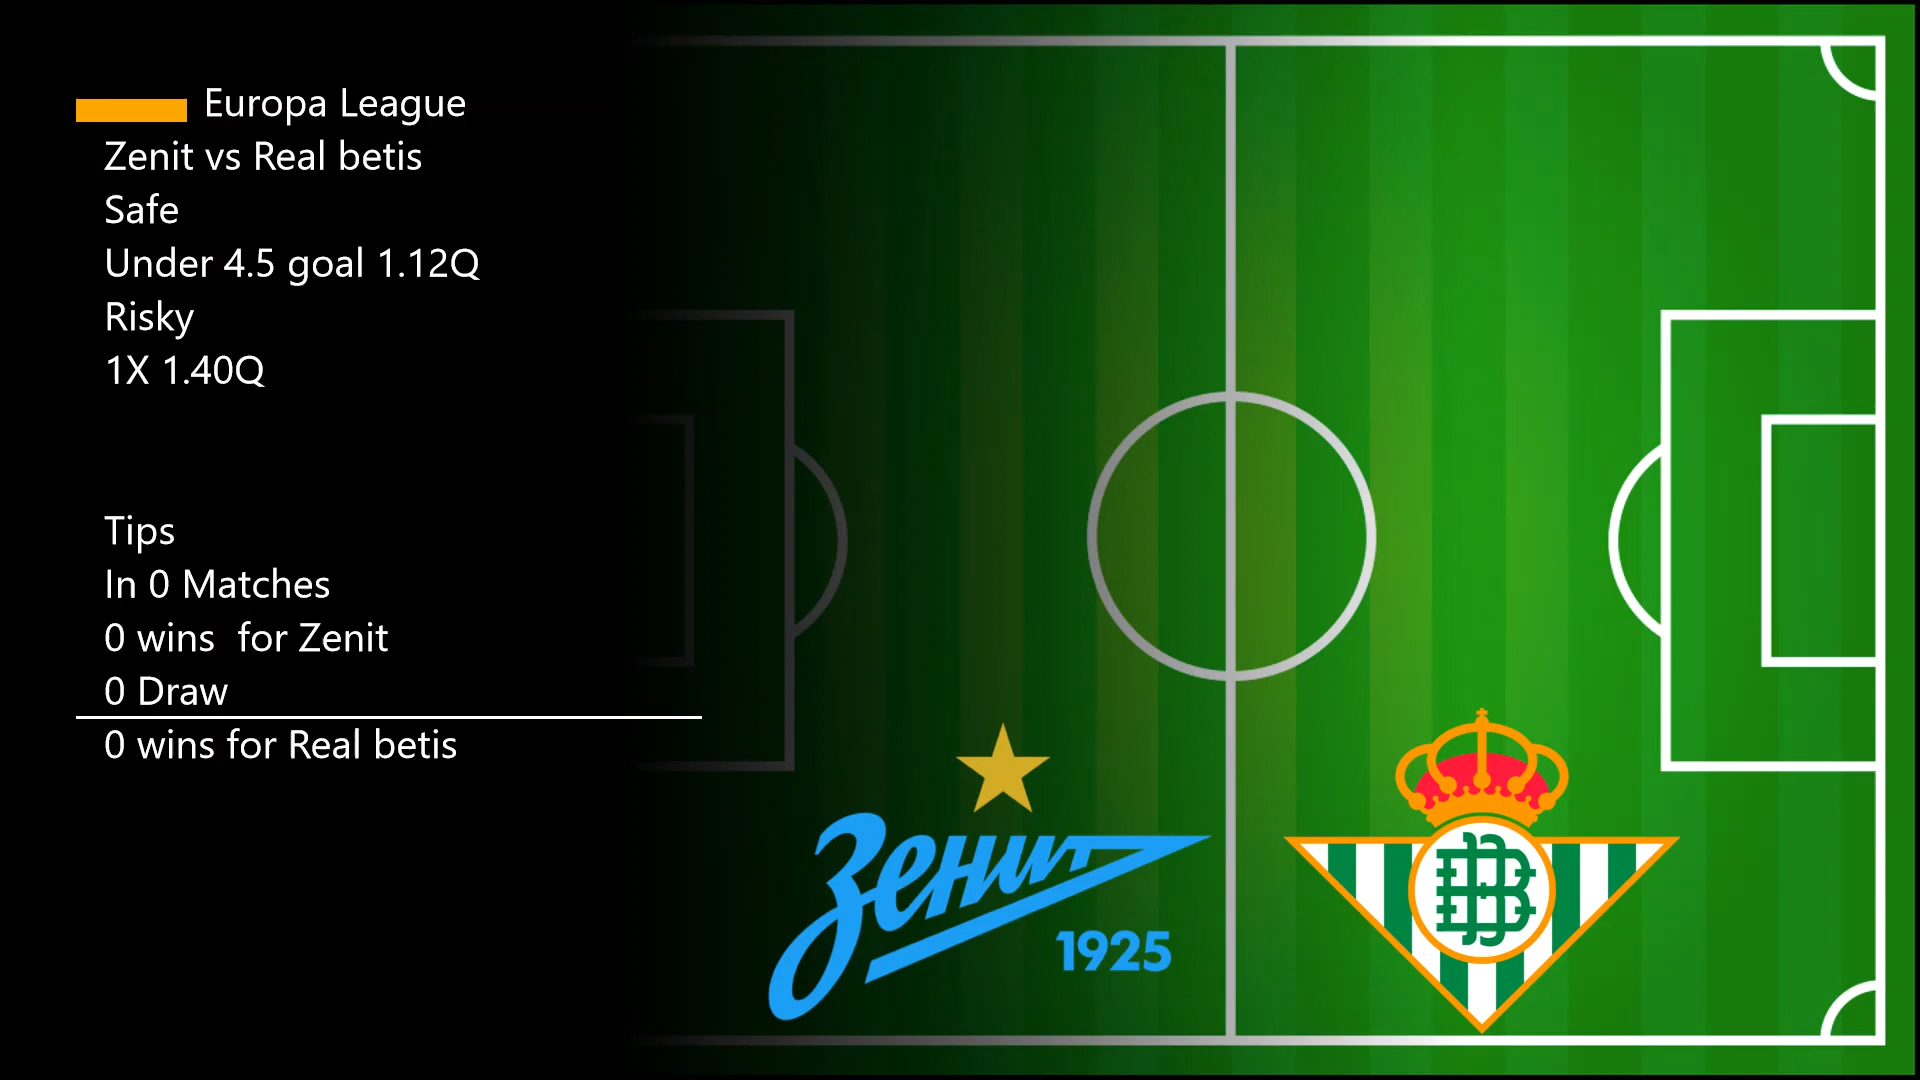 Europa League
Zenit vs Real betis
Safe
Under 4.5 goal 1.12Q
Risky
1X 1.40Q
Tips
In 0 Matches
0 wins  for Zenit
0 Draw
0 wins for Real betis
Зенит
1925
BB